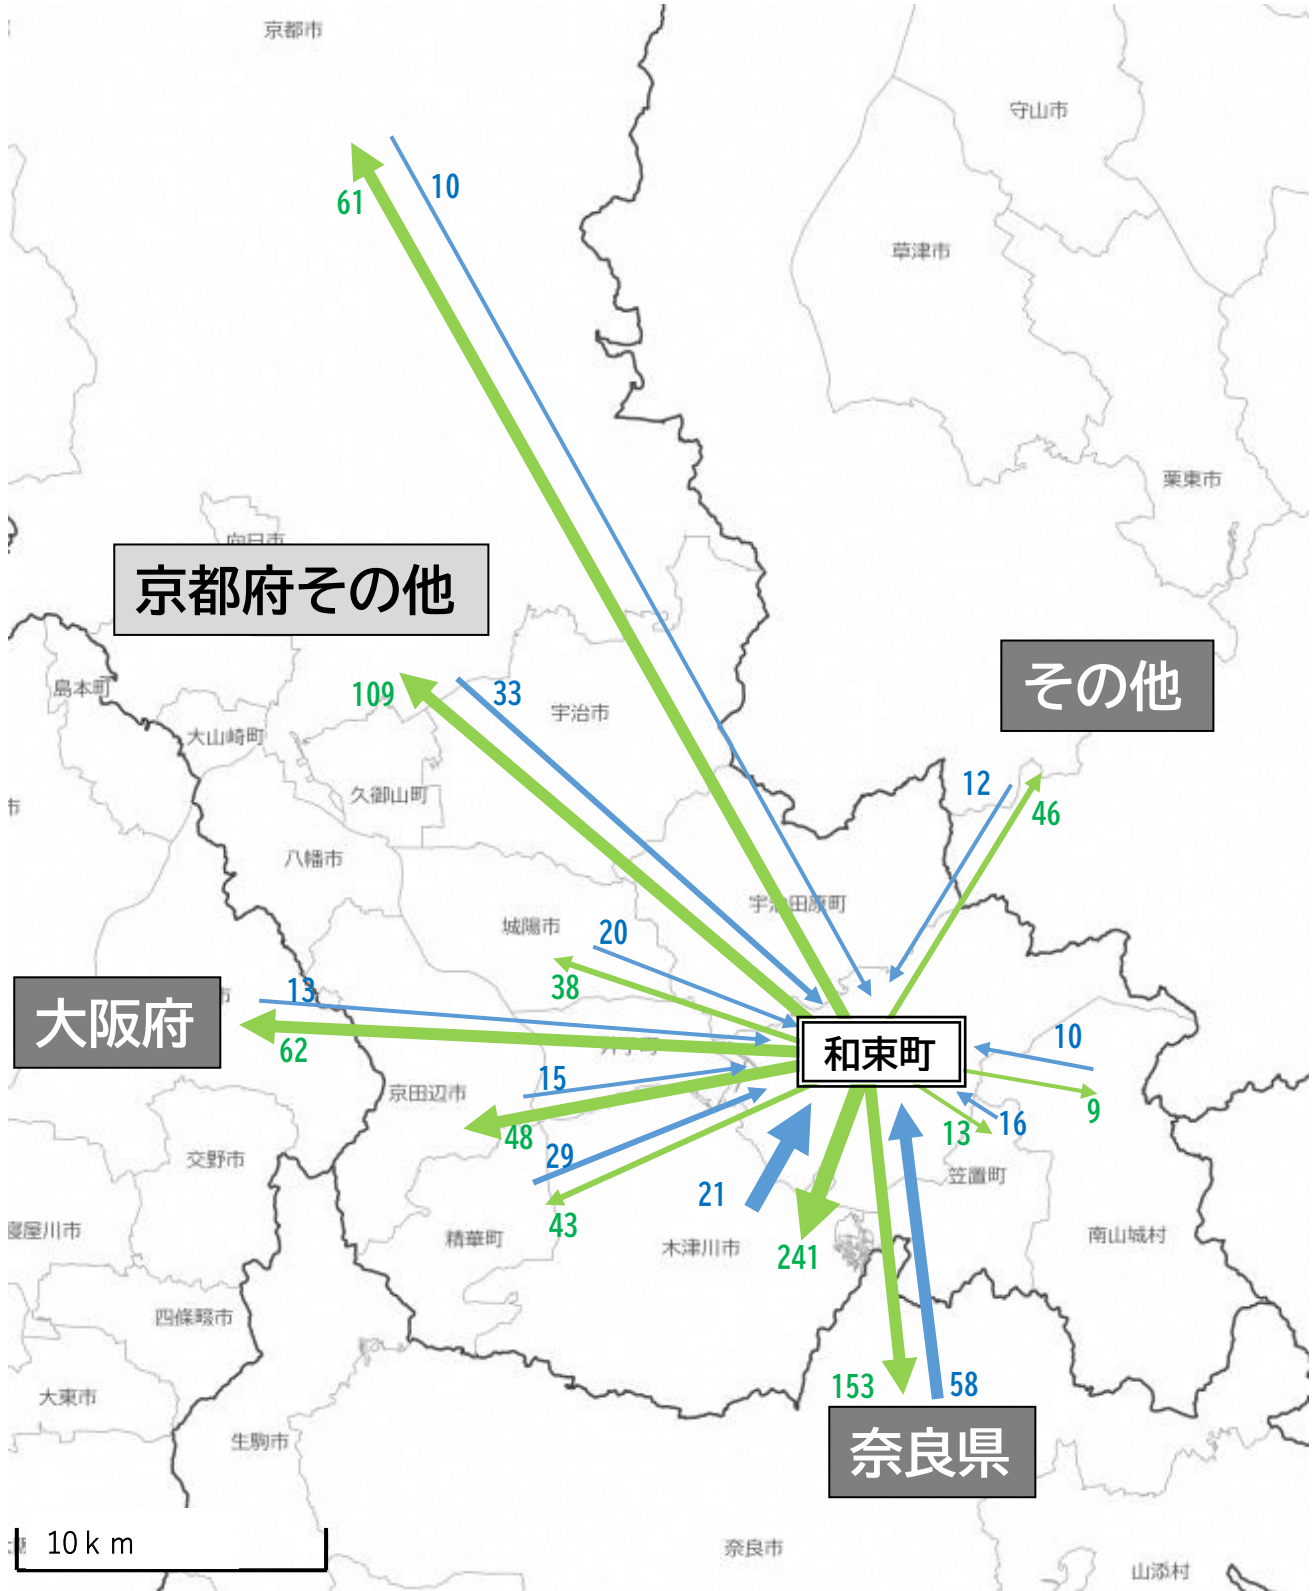 京都市
守山市
10
61
草津市
栗東市
向日市
京都府その他
その他
島本町
109
33
宇治市
大山崎町
12
久御山町
市
46
八幡市
宇治田原町
城陽市
20
38
大阪府
市
13
62
井手町
和束町
10
15
京田辺市
9
48
13
16
29
交野市
笠置町
21
43
寝屋川市
精華町
木津川市
241
南山城村
四條畷市
153
58
大東市
奈良県
生駒市
10km
奈良市
山添村